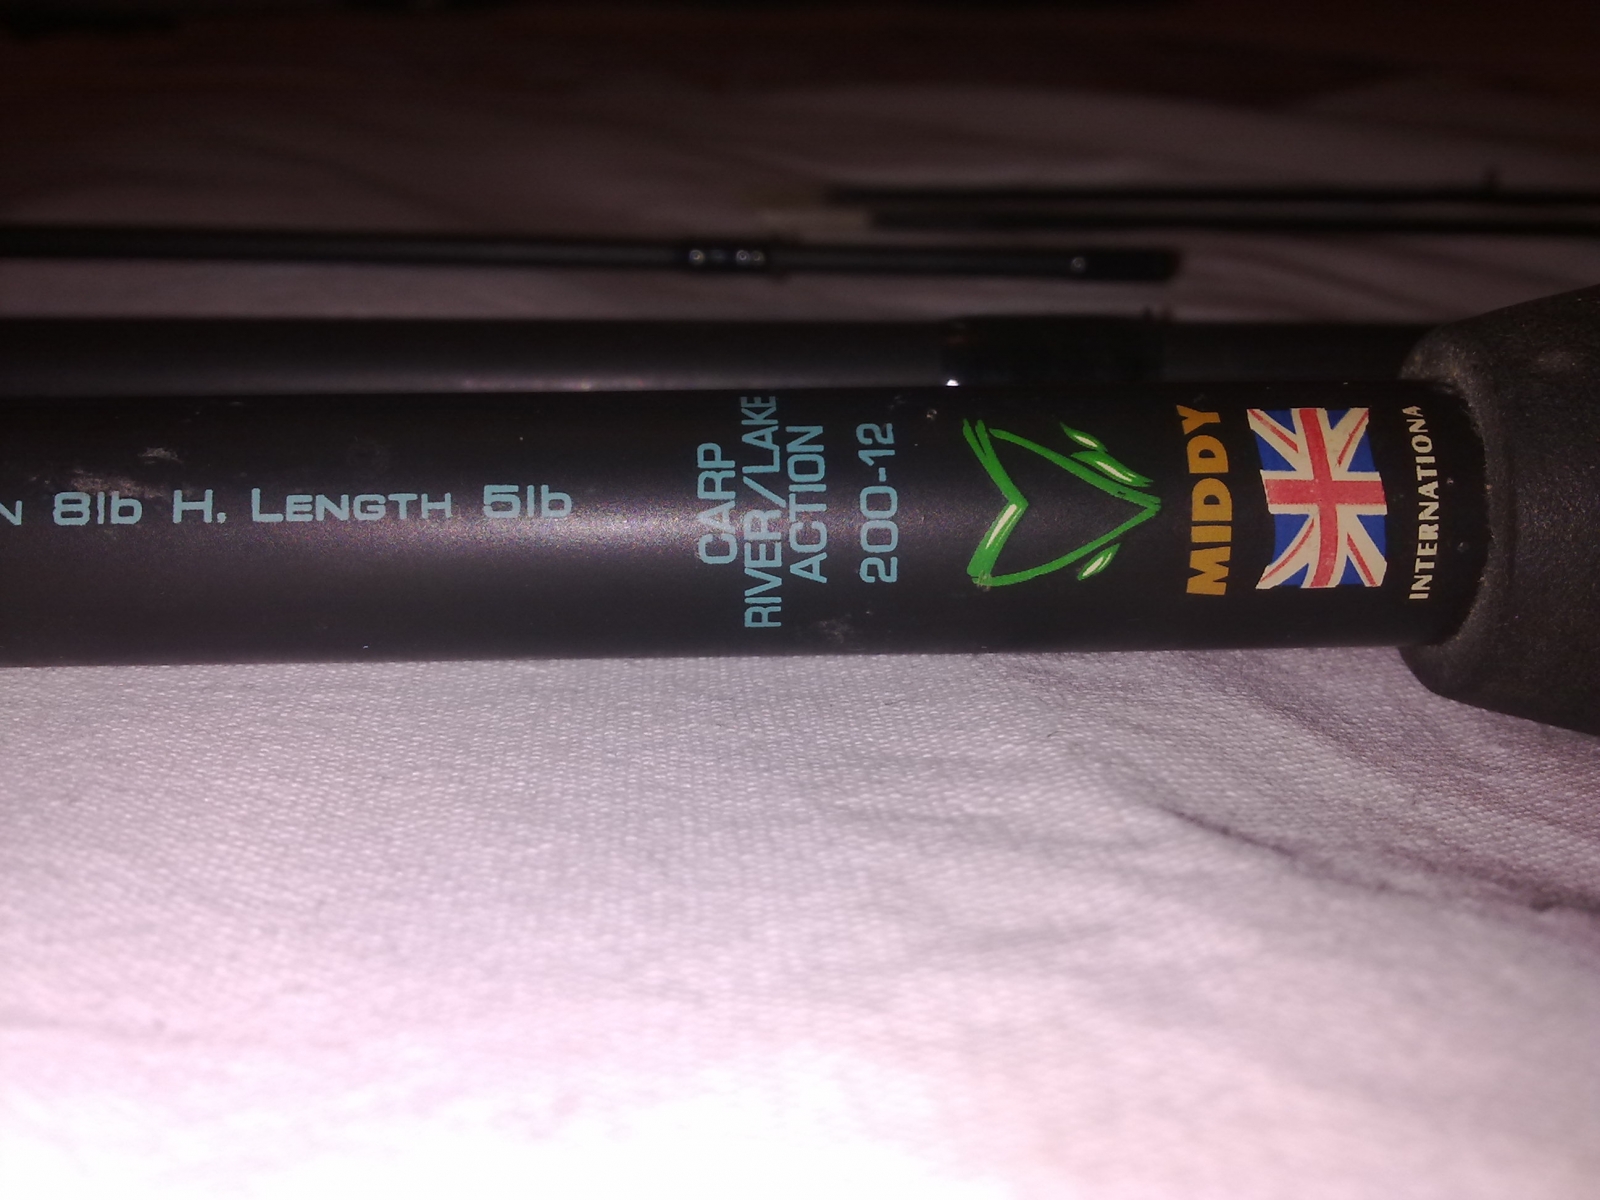 8lb H. LENGTH 5lb
CARP
RIVER/LAKE
ACTION
200-12
MIDDY
INTERNATIONA